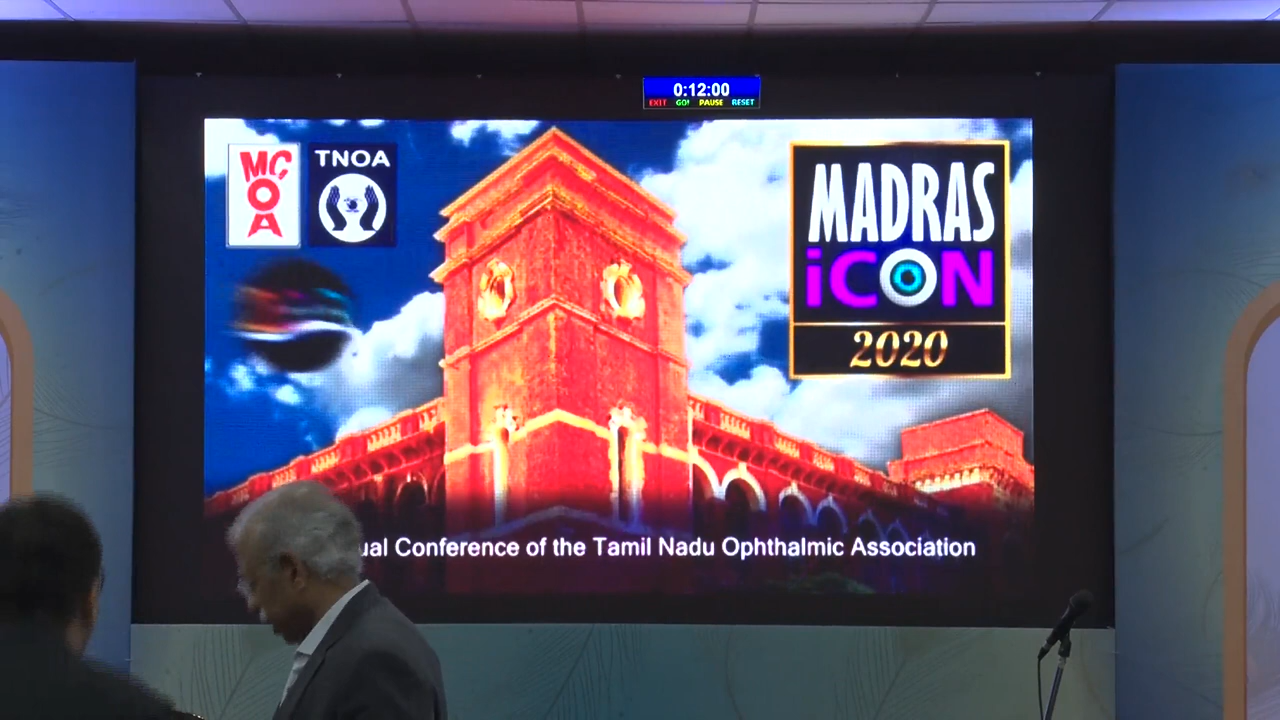 0:12:00
EXIT GO! PAUSE RESET
MCOA
TNOA
MADRAS
iCON
2020
Conference of the Tamil Nadu Ophthalmic Association